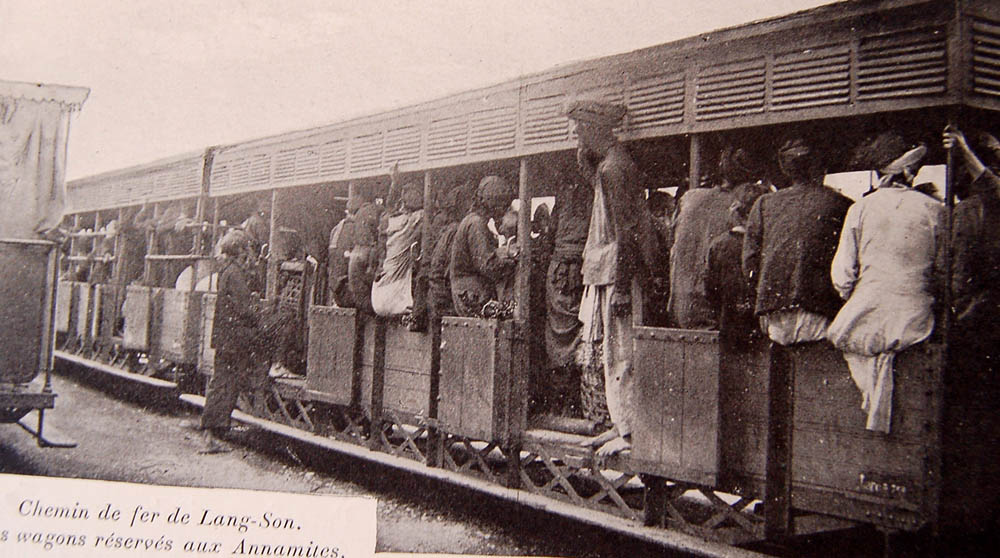 Chemin de fer de Lang-Son.
s wagons réservés aux Annamites.